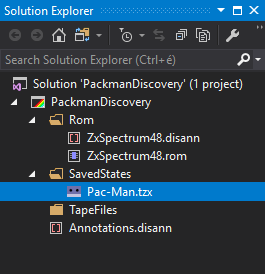 Solution Explorer
Search Solution Explorer (Ctrl+é)
Solution 'PackmanDiscovery' (1 project)
PackmanDiscovery
Rom
ZxSpectrum48.disann
ZxSpectrum48.rom
SavedStates
Pac-Man.tzx
TapeFiles
Annotations.disann